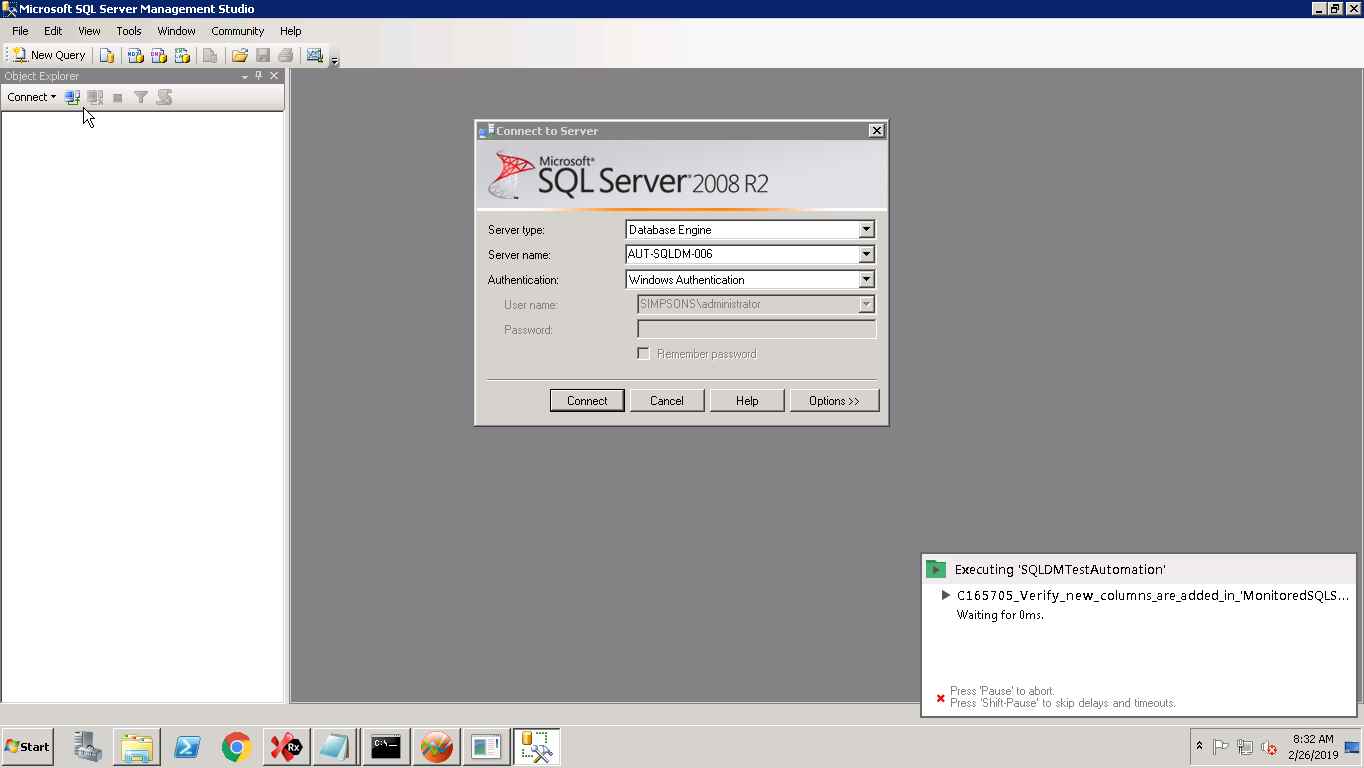 Microsoft SQL Server Management Studio
File Edit View Tools Window Community Help
New Query
Object Explorer
Connect
Connect to Server
Microsoft®
SQL Server® 2008 R2
Server type: Database Engine
Server name: AUT-SQLDM-006
Authentication: Windows Authentication
User name: SIMPSONS\administrator
Password:
Remember password
Connect Cancel Help Options >>
Executing 'SQLDMTestAutomation'
C165705_Verify_new_columns_are_added_in_'MonitoredSQLS...
Waiting for 0ms.
Press 'Pause' to abort.
Press 'Shift-Pause' to skip delays and timeouts.
Start
Rx
C:\
8:32 AM
2/26/2019